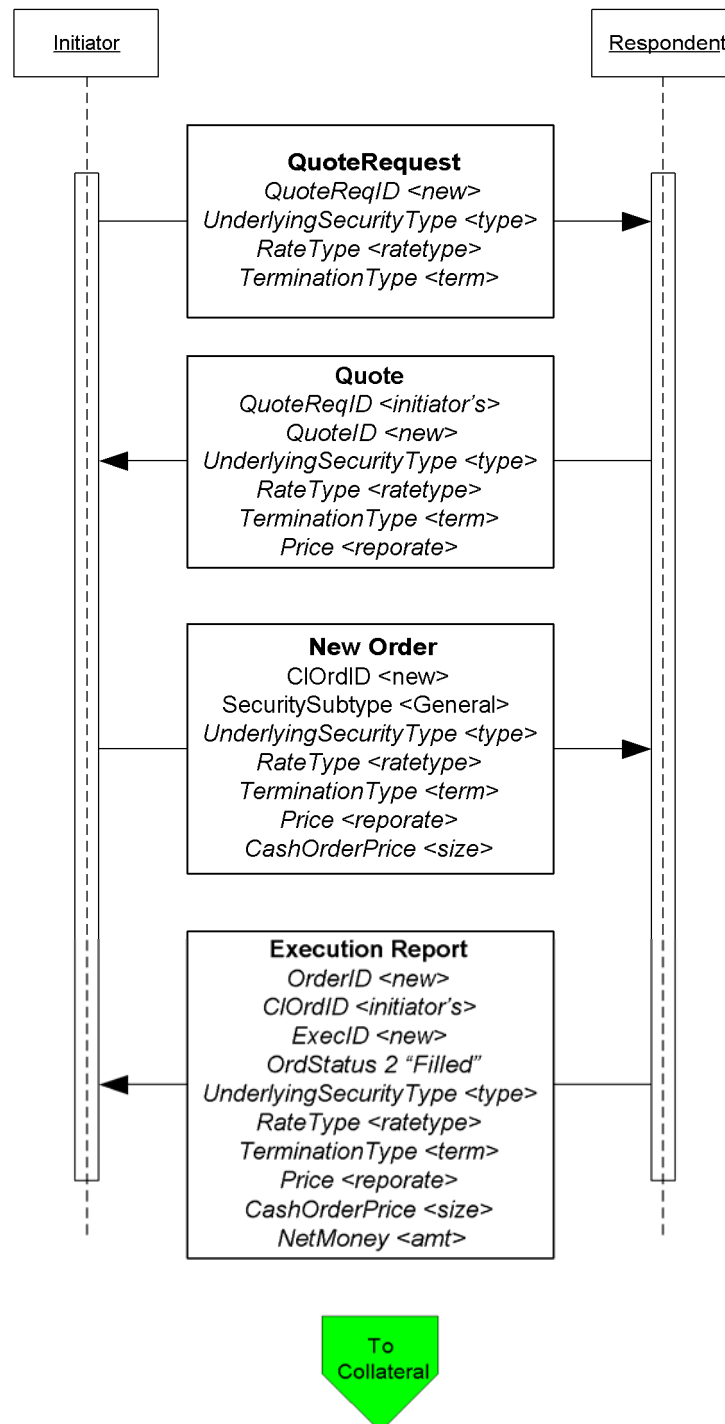 Initiator
Respondent
QuoteRequest
QuoteReqID <new>
UnderlyingSecurityType <type>
RateType <ratetype>
TerminationType <term>
Quote
QuoteReqID <initiator's>
QuoteID <new>
UnderlyingSecurityType <type>
RateType <ratetype>
TerminationType <term>
Price <reporate>
New Order
ClOrdID <new>
SecuritySubtype <General>
UnderlyingSecurityType <type>
RateType <ratetype>
TerminationType <term>
Price <reporate>
CashOrderPrice <size>
Execution Report
OrderID <new>
ClOrdID <initiator's>
ExecID <new>
OrdStatus 2 “Filled”
UnderlyingSecurityType <type>
RateType <ratetype>
TerminationType <term>
Price <reporate>
CashOrderPrice <size>
NetMoney <amt>
To
Collateral